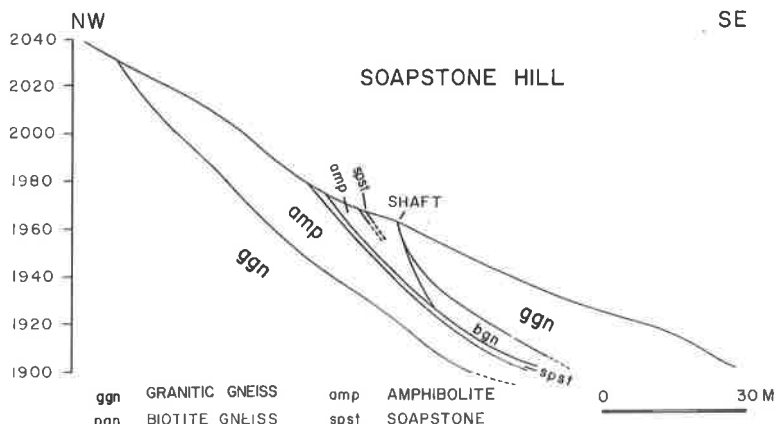 NW SE
2040
2020
SOAPSTONE HILL
2000
1980
amp spst
SHAFT
1960
amp
ggn
1940
ggn
1920
bgn
1900
spst
ggn GRANITIC GNEISS amp AMPHIBOLITE
bgn BIOTITE GNEISS spst SOAPSTONE
0 30 M